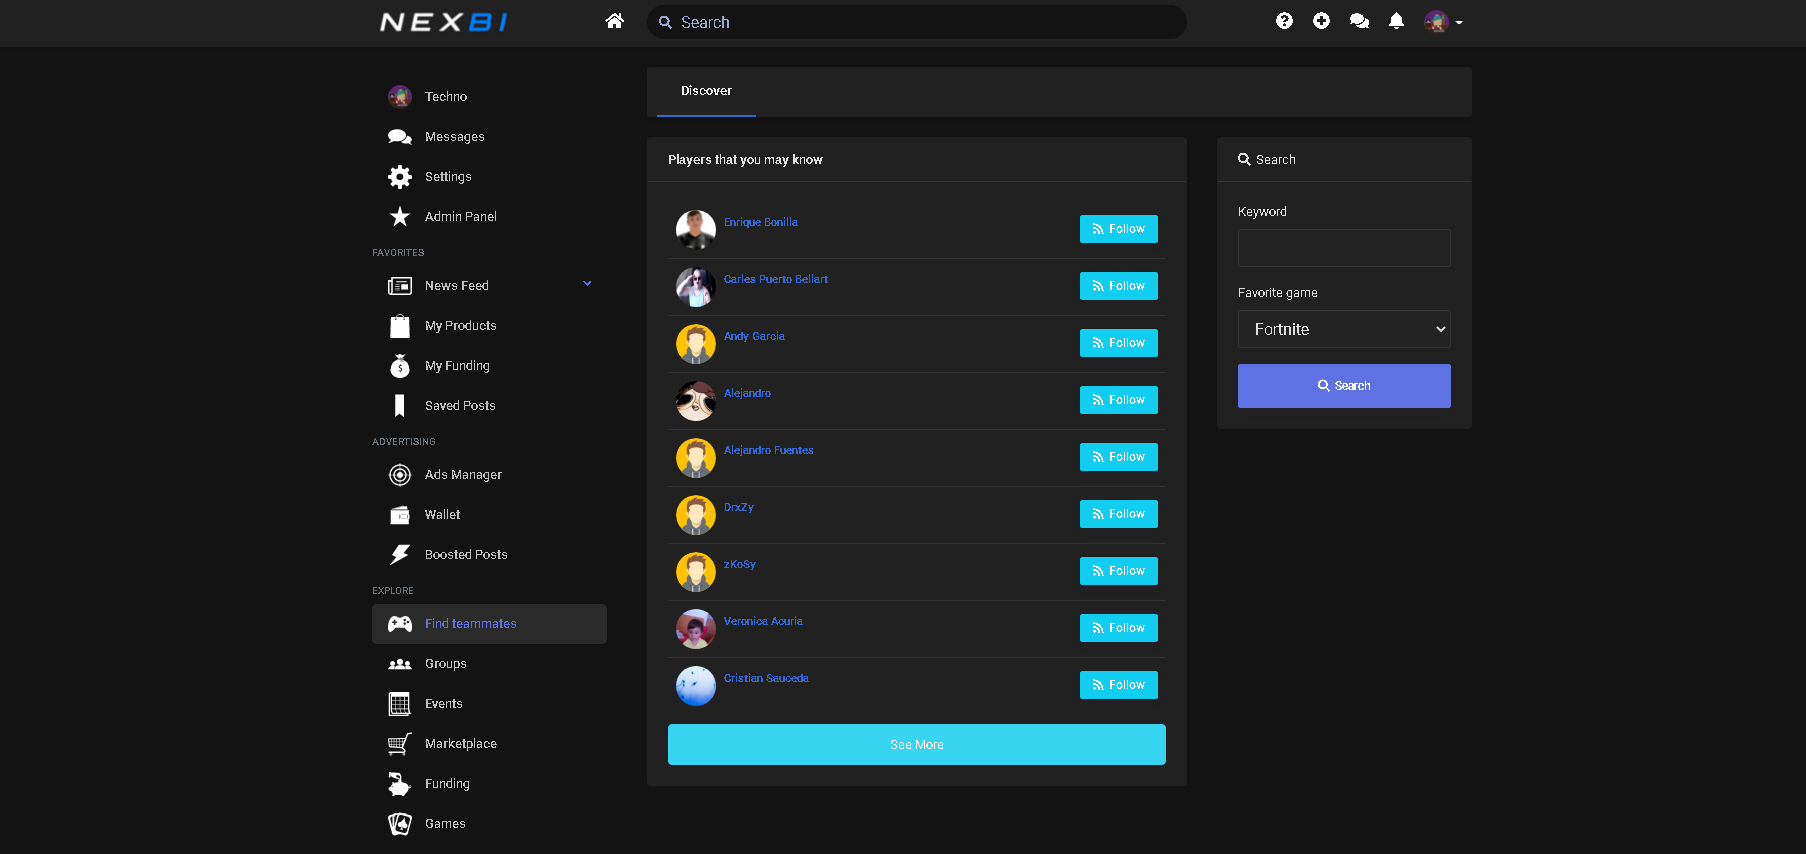 NEXBI
Search
Techno
Messages
Settings
Admin Panel
FAVORITES
News Feed
My Products
My Funding
Saved Posts
ADVERTISING
Ads Manager
Wallet
Boosted Posts
EXPLORE
Find teammates
Groups
Events
Marketplace
Funding
Games
Discover
Players that you may know
Enrique Bonilla
Follow
Carles Puerto Bellart
Follow
Andy Garcia
Follow
Alejandro
Follow
Alejandro Fuentes
Follow
DrxZy
Follow
zKoSy
Follow
Veronica Acuria
Follow
Cristian Sauceda
Follow
See More
Search
Keyword
Favorite game
Fortnite
Search